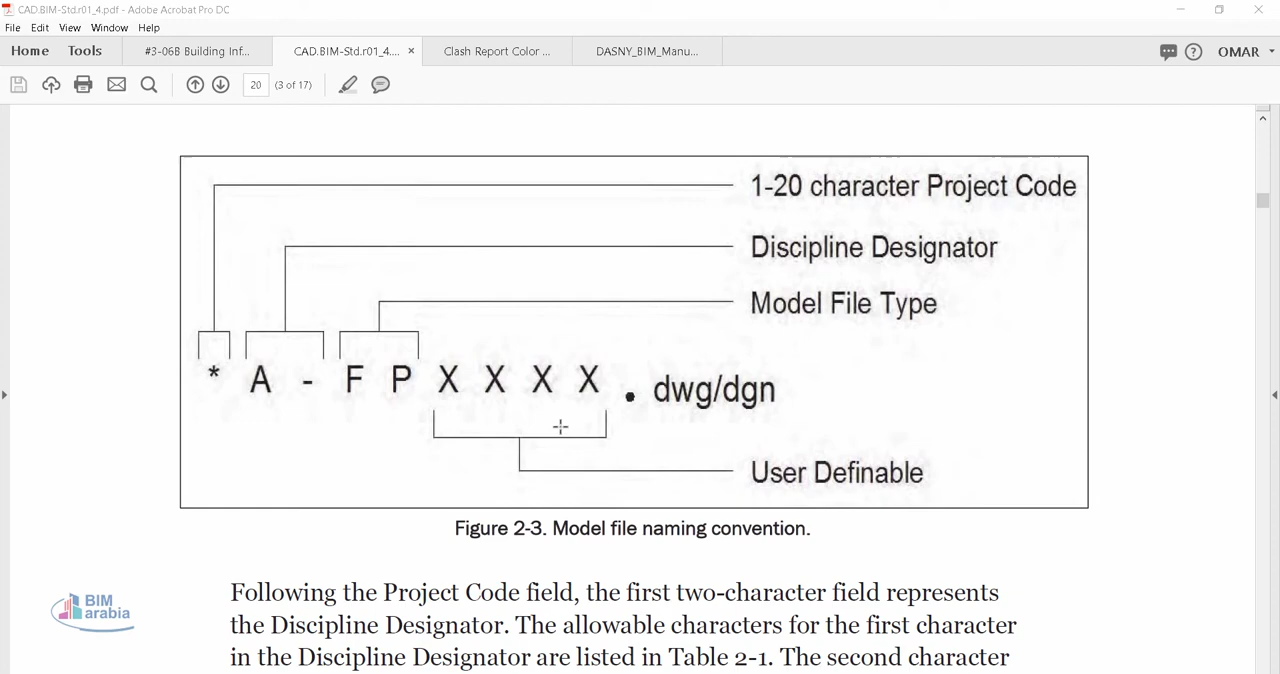 CAD.BIM-Std.r01_4.pdf - Adobe Acrobat Pro DC
File Edit View Window Help
Home Tools #3-06B Building Inf... CAD.BIM-Std.r01_4.... × Clash Report Color ... DASNY_BIM_Manu... OMAR
20 (3 of 17)
1-20 character Project Code
Discipline Designator
Model File Type
* A - F P X X X X . dwg/dgn
User Definable
Figure 2-3. Model file naming convention.
Following the Project Code field, the first two-character field represents
the Discipline Designator. The allowable characters for the first character
in the Discipline Designator are listed in Table 2-1. The second character
BIM
arabia